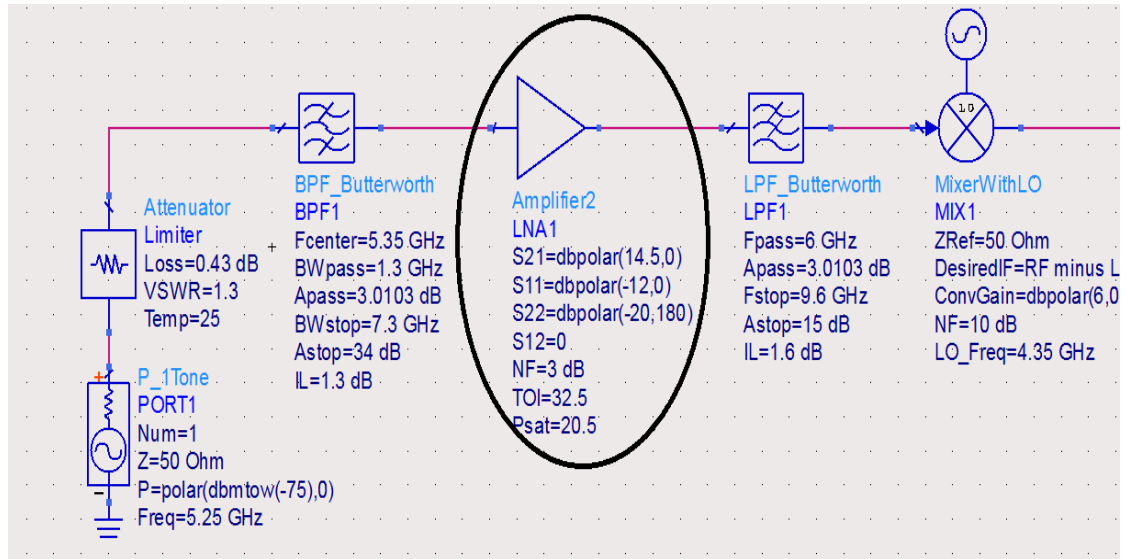 Attenuator
Limiter
Loss=0.43 dB
VSWR=1.3
Temp=25
P_1Tone
PORT1
Num=1
Z=50 Ohm
P=polar(dbmtow(-75),0)
Freq=5.25 GHz
BPF_Butterworth
BPF1
Fcenter=5.35 GHz
BWpass=1.3 GHz
Apass=3.0103 dB
BWstop=7.3 GHz
Astop=34 dB
IL=1.3 dB
Amplifier2
LNA1
S21=dbpolar(14.5,0)
S11=dbpolar(-12,0)
S22=dbpolar(-20,180)
S12=0
NF=3 dB
TOI=32.5
Psat=20.5
LPF_Butterworth
LPF1
Fpass=6 GHz
Apass=3.0103 dB
Fstop=9.6 GHz
Astop=15 dB
IL=1.6 dB
LO
MixerWithLO
MIX1
ZRef=50 Ohm
DesiredIF=RF minus L
ConvGain=dbpolar(6,0
NF=10 dB
LO_Freq=4.35 GHz